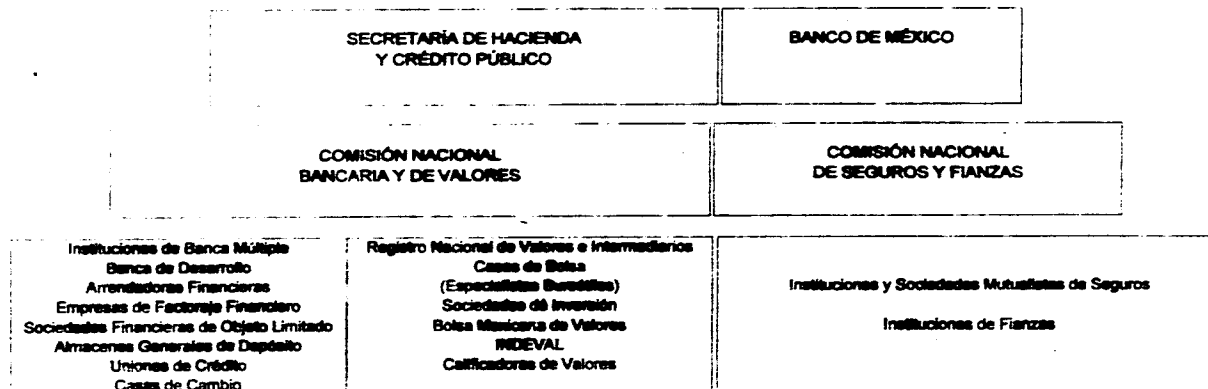 SECRETARÍA DE HACIENDA
Y CRÉDITO PÚBLICO
BANCO DE MÉXICO
COMISIÓN NACIONAL
BANCARIA Y DE VALORES
COMISIÓN NACIONAL
DE SEGUROS Y FIANZAS
Instituciones de Banca Múltiple
Banca de Desarrollo
Arrendadoras Financieras
Empresas de Factoraje Financiero
Sociedades Financieras de Objeto Limitado
Almacenes Generales de Depósito
Uniones de Crédito
Casas de Cambio
Registro Nacional de Valores e Intermediarios
Casas de Bolsa
(Especialistas Bursátiles)
Sociedades de Inversión
Bolsa Mexicana de Valores
INDEVAL
Calificadoras de Valores
Instituciones y Sociedades Mutualistas de Seguros
Instituciones de Fianzas